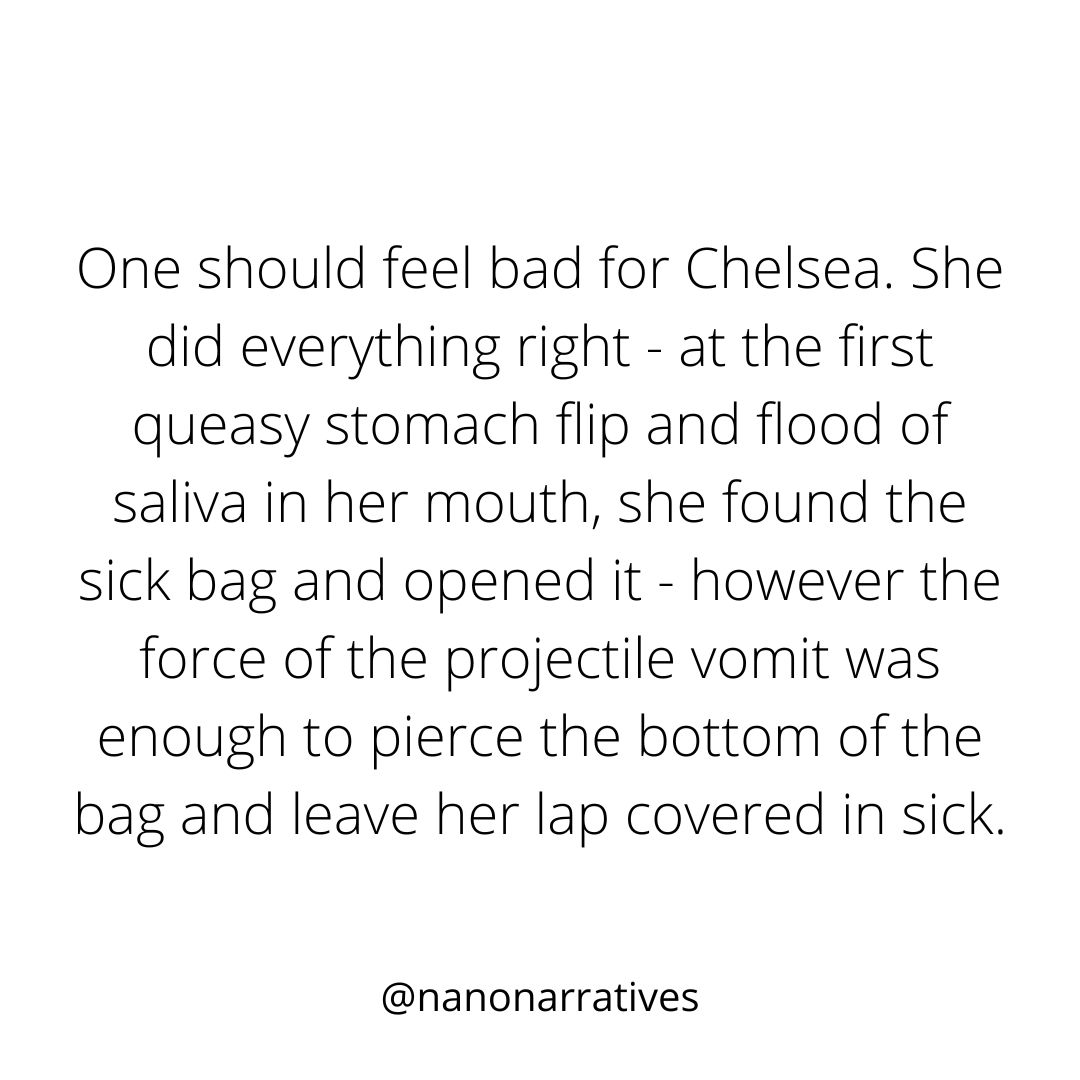 One should feel bad for Chelsea. She
did everything right - at the first
queasy stomach flip and flood of
saliva in her mouth, she found the
sick bag and opened it - however the
force of the projectile vomit was
enough to pierce the bottom of the
bag and leave her lap covered in sick.
@nanonarratives